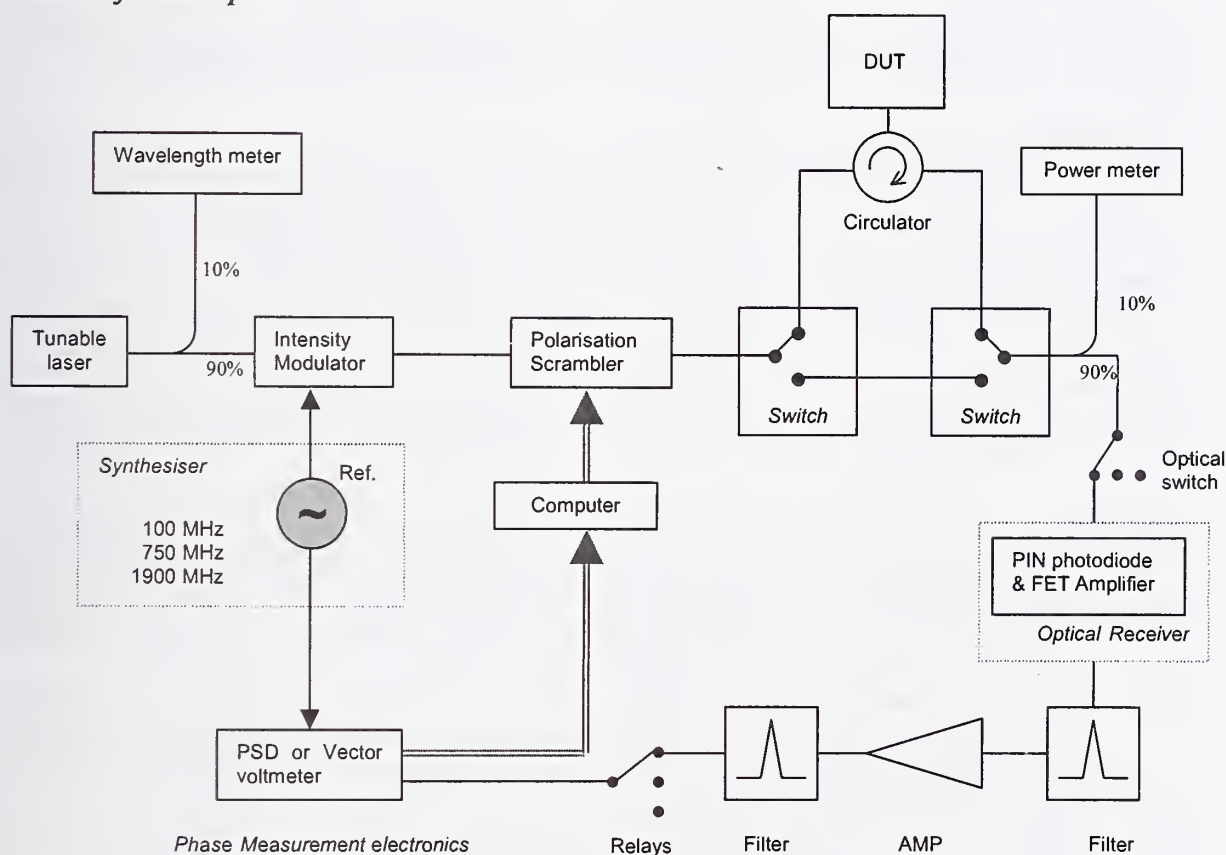 DUT
Wavelength meter
Power meter
Circulator
10%
10%
Tunable
laser
90%
Intensity
Modulator
Polarisation
Scrambler
Switch
Switch
90%
Synthesiser
Ref.
~
100 MHz
750 MHz
1900 MHz
Computer
Optical
switch
PIN photodiode
& FET Amplifier
Optical Receiver
PSD or Vector
voltmeter
Phase Measurement electronics
Relays
Filter
AMP
Filter